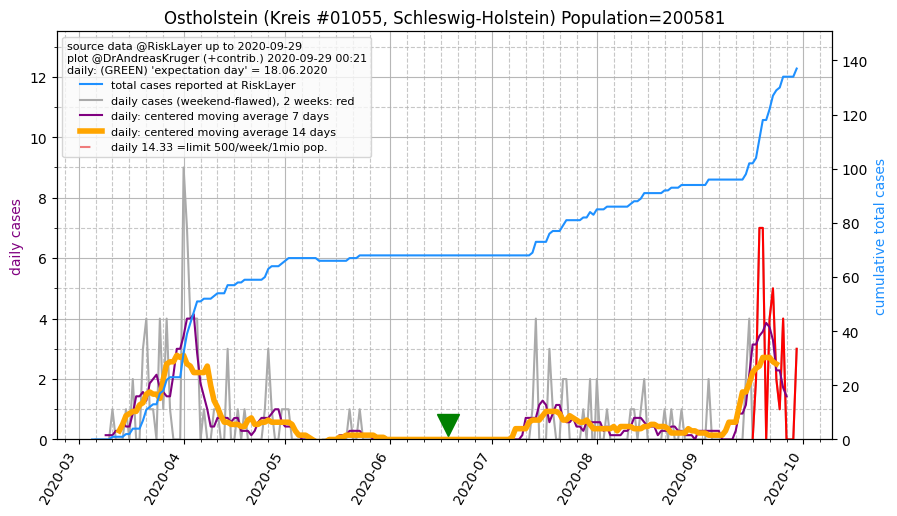 Ostholstein (Kreis #01055, Schleswig-Holstein) Population=200581
source data @RiskLayer up to 2020-09-29
plot @DrAndreasKruger (+contrib.) 2020-09-29 00:21
daily: (GREEN) 'expectation day' = 18.06.2020
total cases reported at RiskLayer
daily cases (weekend-flawed), 2 weeks: red
daily: centered moving average 7 days
daily: centered moving average 14 days
daily 14.33 =limit 500/week/1mio pop.
daily cases
12
10
8
6
4
2
0
cumulative total cases
140
120
100
80
60
40
20
0
2020-03
2020-04
2020-05
2020-06
2020-07
2020-08
2020-09
2020-10